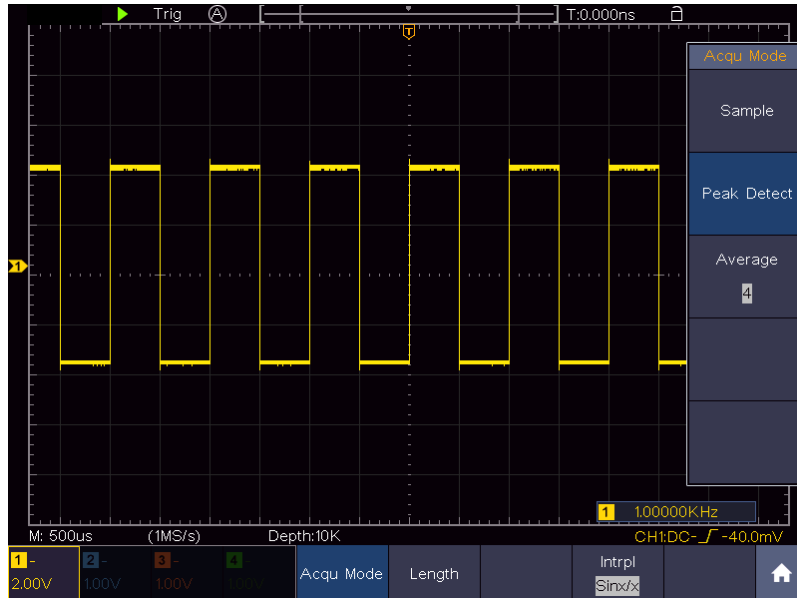 Trig A T:0.000ns
T
Acqu Mode
Sample
Peak Detect
Average
4
1
1 1.00000KHz
M: 500us (1MS/s) Depth:10K CH1:DC- -40.0mV
1 - 2 - 3 - 4 -
2.00V 1.00V 1.00V 1.00V
Acqu Mode Length Intrpl
Sinx/x